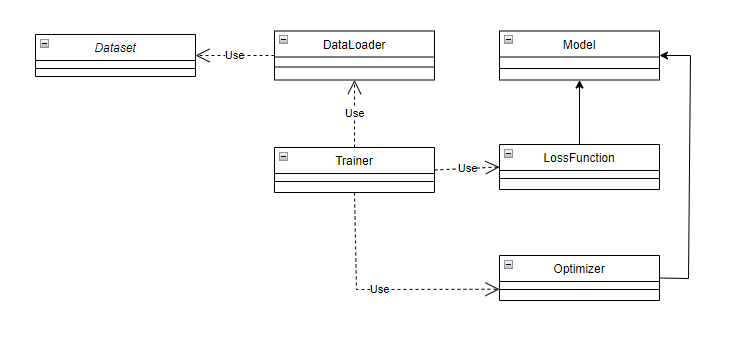 Dataset
Use
DataLoader
Model
Use
Trainer
Use
LossFunction
Use
Optimizer